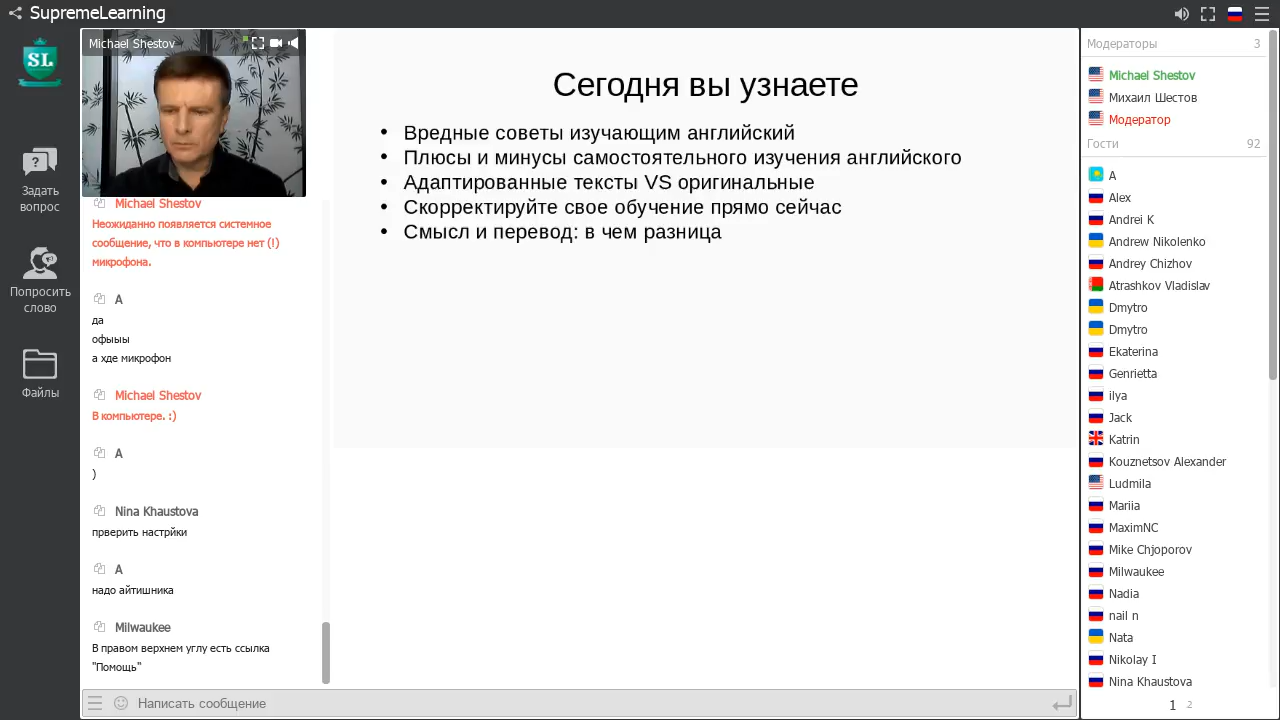 SupremeLearning
SL
Задать
вопрос
Попросить
слово
Файлы
Michael Shestov
Michael Shestov
Неожиданно появляется системное
сообщение, что в компьютере нет (!)
микрофона.
A
да
офыыы
а хде микрофон
Michael Shestov
В компьютере. :)
A
)
Nina Khaustova
прверить настрйки
A
надо айтишника
Milwaukee
В правом верхнем углу есть ссылка
"Помощь"
Написать сообщение
Сегодня вы узнаете
• Вредные советы изучающим английский
• Плюсы и минусы самостоятельного изучения английского
• Адаптированные тексты VS оригинальные
• Скорректируйте свое обучение прямо сейчас
• Смысл и перевод: в чем разница
Модераторы 3
Michael Shestov
Михаил Шестов
Модератор
Гости 92
A
Alex
Andrei K
Andrew Nikolenko
Andrey Chizhov
Atrashkov Vladislav
Dmytro
Dmytro
Ekaterina
Genrietta
ilya
Jack
Katrin
Kouznetsov Alexander
Ludmila
Mariia
MaximNC
Mike Chjoporov
Milwaukee
Nadia
nail n
Nata
Nikolay I
Nina Khaustova
1 2